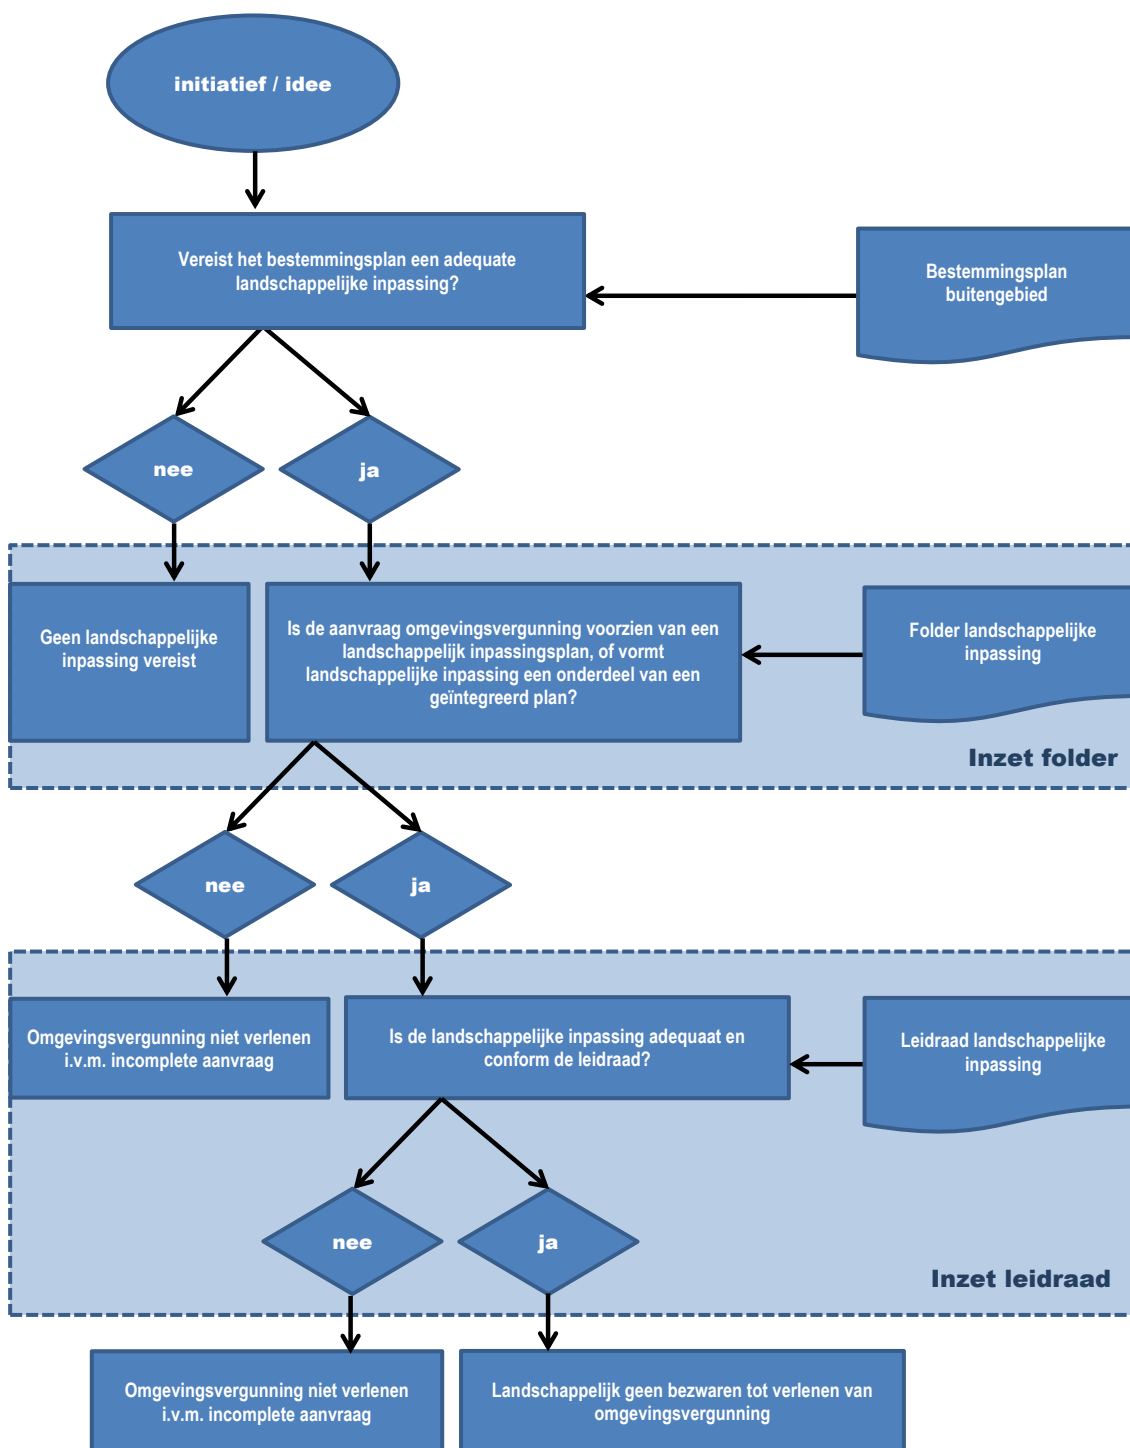 initiatief / idee
Vereist het bestemmingsplan een adequate
landschappelijke inpassing?
Bestemmingsplan
buitengebied
nee
ja
Geen landschappelijke
inpassing vereist
Is de aanvraag omgevingsvergunning voorzien van een
landschappelijk inpassingsplan, of vormt
landschappelijke inpassing een onderdeel van een
geïntegreerd plan?
Folder landschappelijke
inpassing
Inzet folder
nee
ja
Omgevingsvergunning niet verlenen
i.v.m. incomplete aanvraag
Is de landschappelijke inpassing adequaat en
conform de leidraad?
Leidraad landschappelijke
inpassing
nee
ja
Inzet leidraad
Omgevingsvergunning niet verlenen
i.v.m. incomplete aanvraag
Landschappelijk geen bezwaren tot verlenen van
omgevingsvergunning